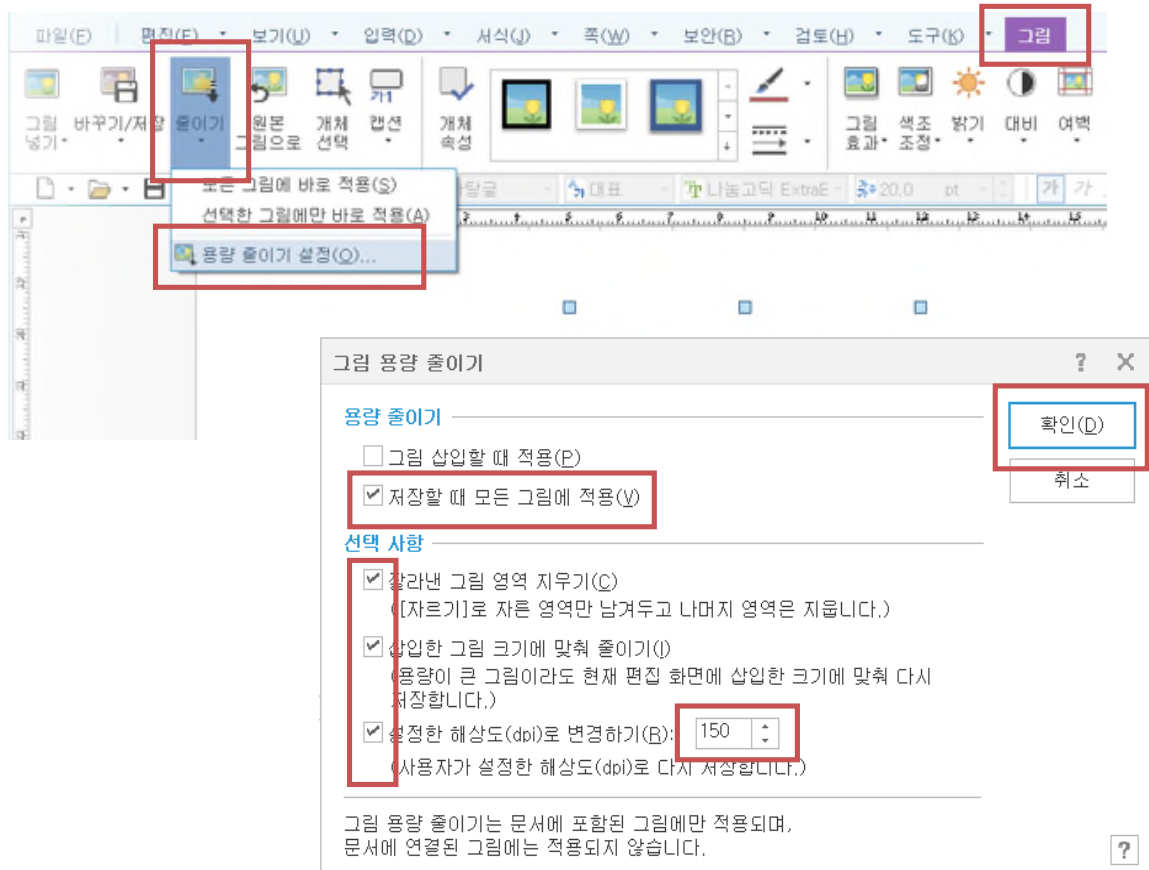 파일(F) 편집(E) 보기(U) 입력(D) 서식(J) 쪽(W) 보안(B) 검토(H) 도구(K) 그림
그림 넣기 바꾸기/저장 줄이기 원본 그림으로 개체 선택 캡션 개체 속성 그림 효과 색조 조정 밝기 대비 여백
모든 그림에 바로 적용(S)
대표 나눔고딕 ExtraB 20.0 pt 가 가
선택한 그림에만 바로 적용(A)
3 4 5 6 7 8 9 10 11 12 13 14 15
용량 줄이기 설정(O)...
그림 용량 줄이기 ?
용량 줄이기
확인(D)
그림 삽입할 때 적용(P)
취소
저장할 때 모든 그림에 적용(V)
선택 사항
잘라낸 그림 영역 지우기(C)
([자르기]로 자른 영역만 남겨두고 나머지 영역은 지웁니다.)
삽입한 그림 크기에 맞춰 줄이기(I)
(용량이 큰 그림이라도 현재 편집 화면에 삽입한 크기에 맞춰 다시
저장합니다.)
설정한 해상도(dpi)로 변경하기(R): 150
(사용자가 설정한 해상도(dpi)로 다시 저장합니다.)
그림 용량 줄이기는 문서에 포함된 그림에만 적용되며,
문서에 연결된 그림에는 적용되지 않습니다.
?